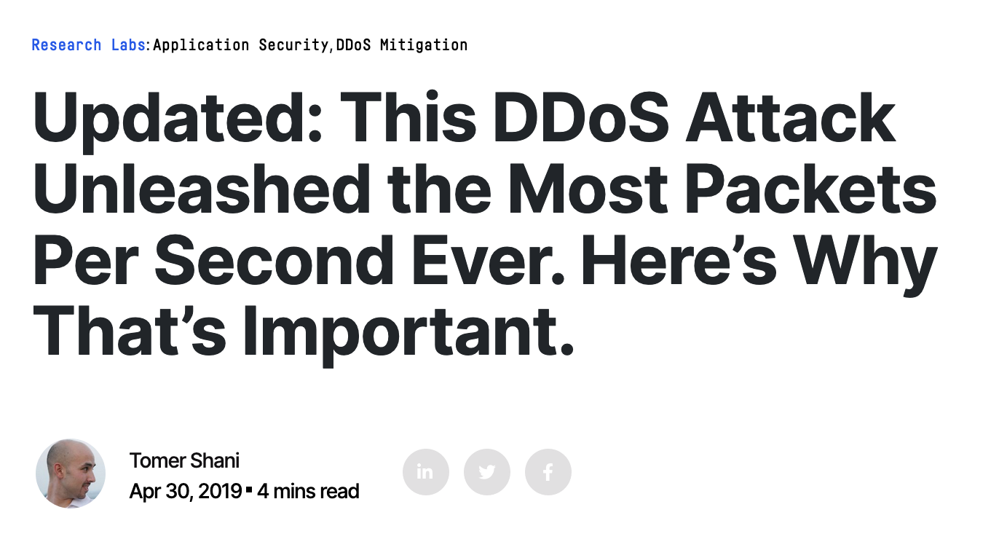 Research Labs:Application Security,DDoS Mitigation
Updated: This DDoS Attack
Unleashed the Most Packets
Per Second Ever. Here’s Why
That’s Important.
Tomer Shani
Apr 30, 2019 ▪ 4 mins read
in
f